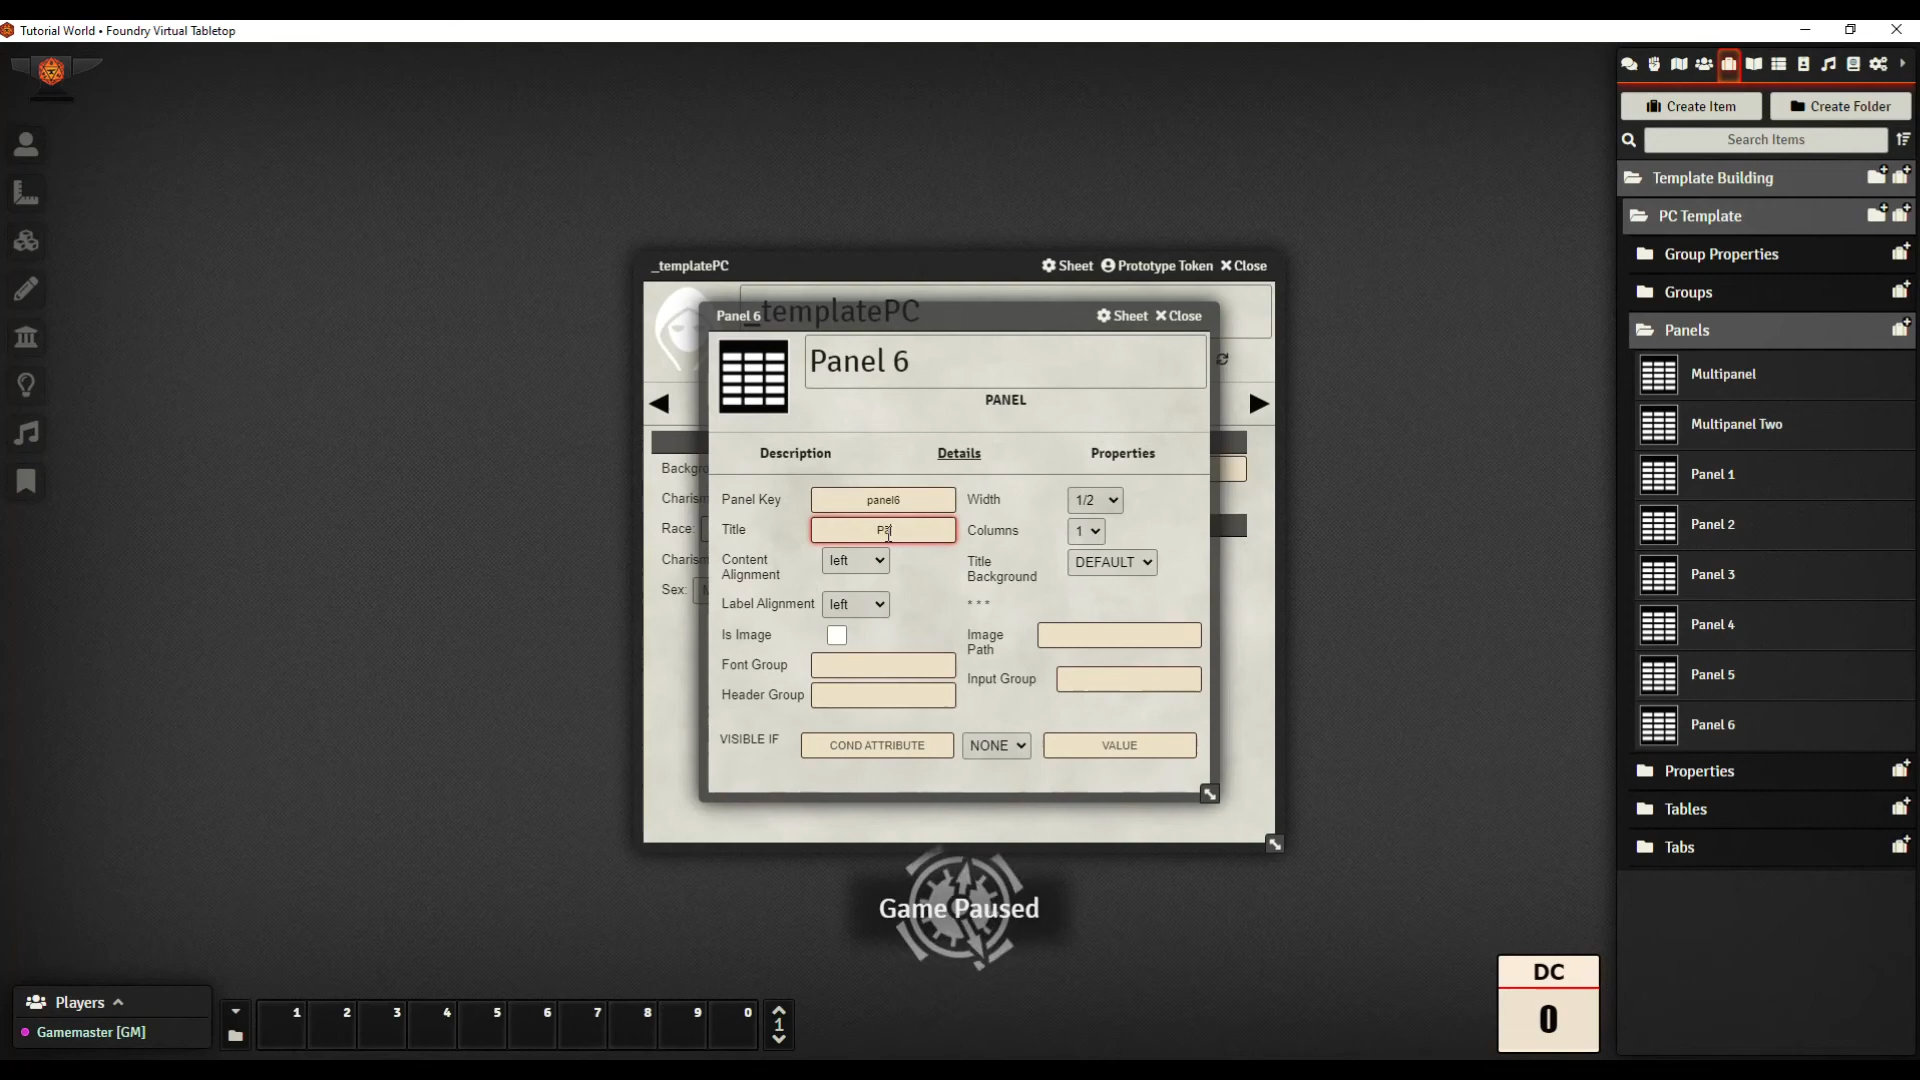 Tutorial World • Foundry Virtual Tabletop
Create Item
Create Folder
Search Items
Template Building
PC Template
Group Properties
Groups
Panels
Multipanel
Multipanel Two
Panel 1
Panel 2
Panel 3
Panel 4
Panel 5
Panel 6
Properties
Tables
Tabs
_templatePC
Sheet
Prototype Token
Close
_templatePC
Panel 6
Sheet
Close
Panel 6
PANEL
Description
Details
Properties
Panel Key
panel6
Width
1/2
Title
Pa
Columns
1
Content Alignment
left
Title Background
DEFAULT
Label Alignment
left
* * *
Is Image
Image Path
Font Group
Input Group
Header Group
VISIBLE IF
COND ATTRIBUTE
NONE
VALUE
Backgro
Charism
Race:
Charism
Sex:
Game Paused
Players
Gamemaster [GM]
1 2 3 4 5 6 7 8 9 0
1
DC
0